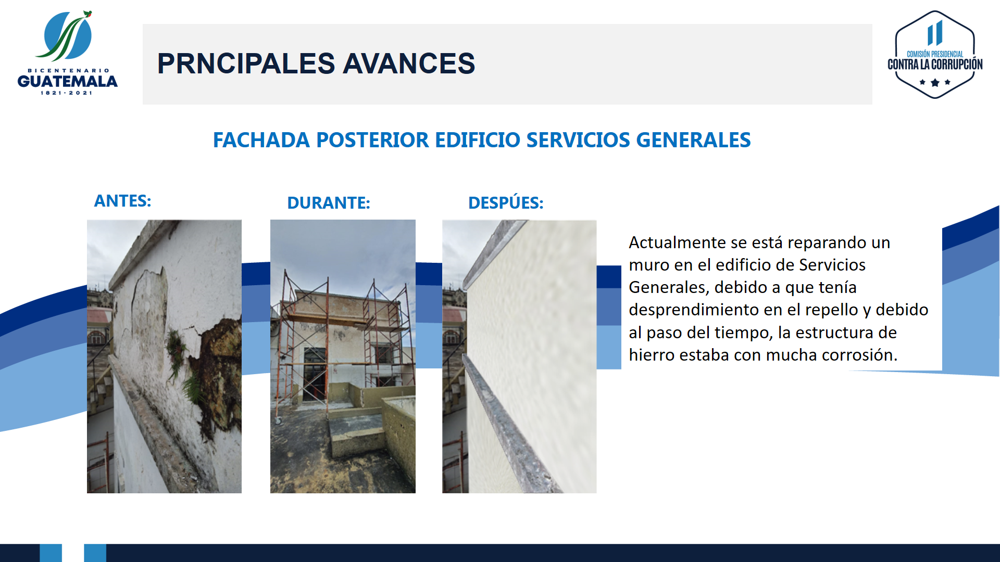 BICENTENARIO
GUATEMALA
1821-2021
PRNCIPALES AVANCES
COMISIÓN PRESIDENCIAL
CONTRA LA CORRUPCIÓN
FACHADA POSTERIOR EDIFICIO SERVICIOS GENERALES
ANTES:
DURANTE:
DESPÚES:
Actualmente se está reparando un
muro en el edificio de Servicios
Generales, debido a que tenía
desprendimiento en el repello y debido
al paso del tiempo, la estructura de
hierro estaba con mucha corrosión.